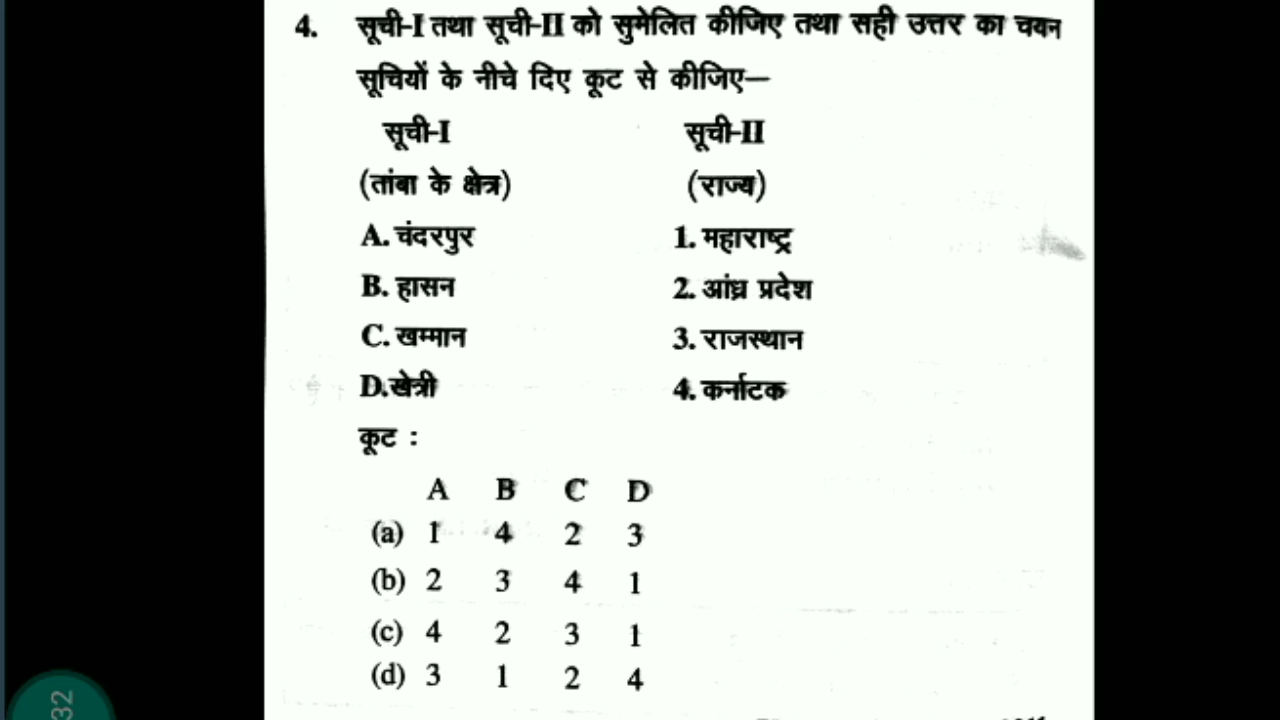 4. सूची-I तथा सूची-II को सुमेलित कीजिए तथा सही उत्तर का चयन
सूचियों के नीचे दिए कूट से कीजिए—
सूची-I सूची-II
(तांबा के क्षेत्र) (राज्य)
A. चंदरपुर 1. महाराष्ट्र
B. हासन 2. आंध्र प्रदेश
C. खम्मान 3. राजस्थान
D. खेत्री 4. कर्नाटक
कूट :
A B C D
(a) 1 4 2 3
(b) 2 3 4 1
(c) 4 2 3 1
(d) 3 1 2 4
32